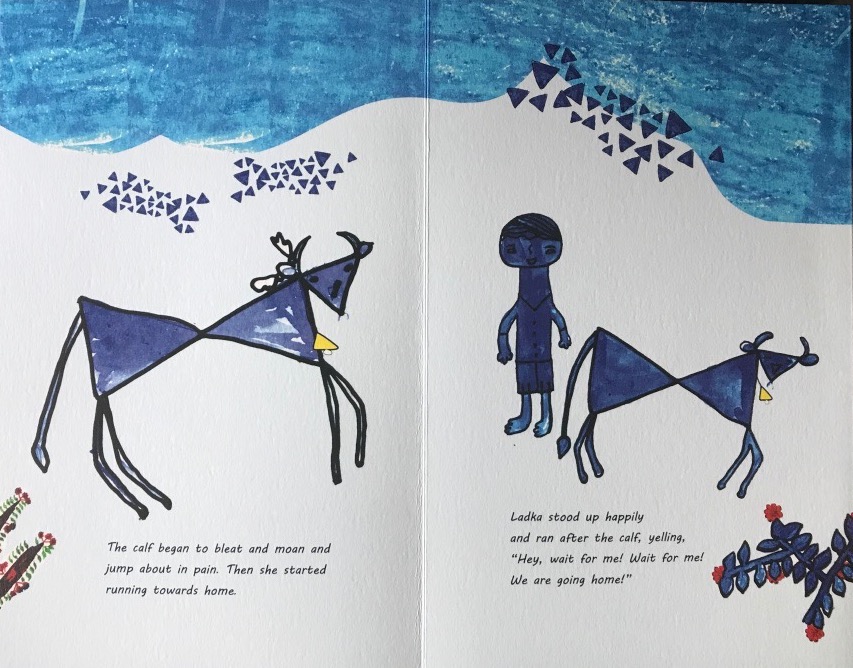 The calf began to bleat and moan and
jump about in pain. Then she started
running towards home.
Ladka stood up happily
and ran after the calf, yelling,
“Hey, wait for me! Wait for me!
We are going home!”